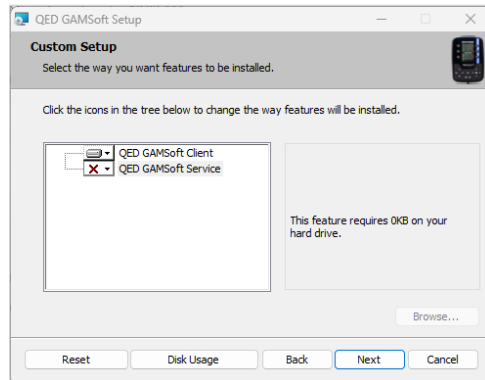 QED GAMSoft Setup
Custom Setup
Select the way you want features to be installed.
Click the icons in the tree below to change the way features will be installed.
QED GAMSoft Client
QED GAMSoft Service
This feature requires 0KB on your
hard drive.
Browse...
Reset
Disk Usage
Back
Next
Cancel